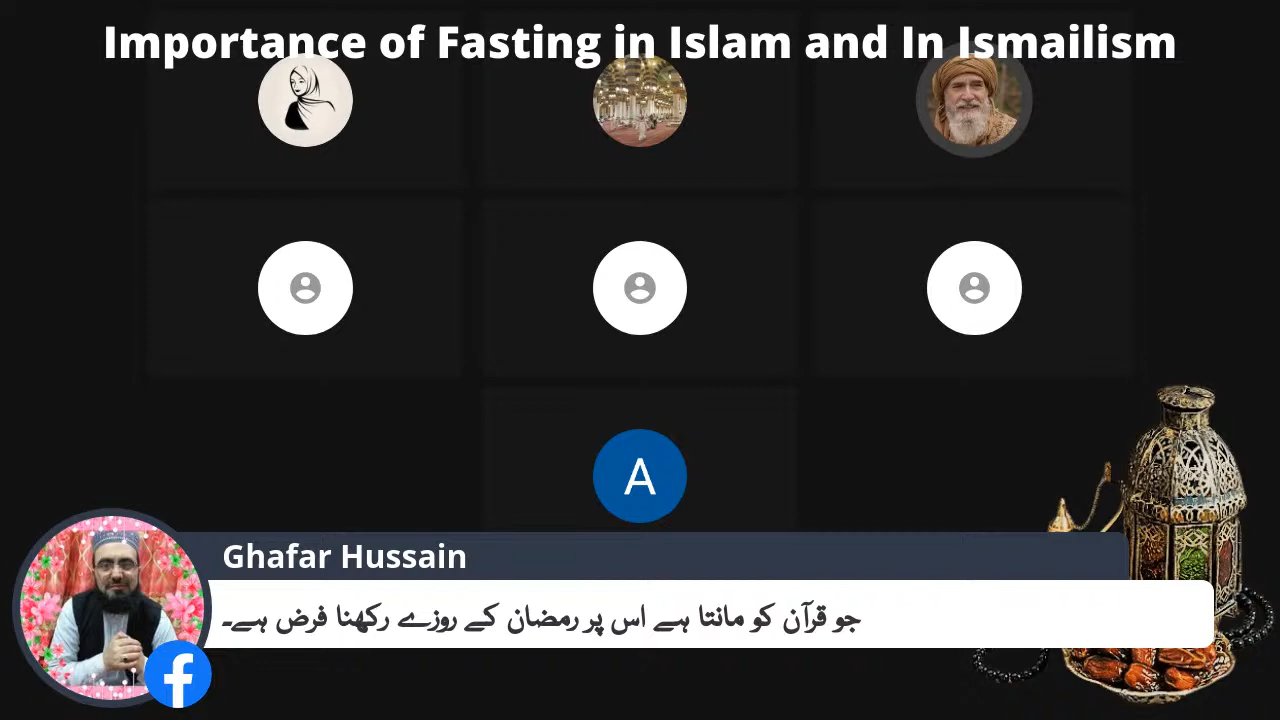 Importance of Fasting in Islam and In Ismailism
A
Ghafar Hussain
جو قرآن کو مانتا ہے اس پر رمضان کے روزے رکھنا فرض ہے۔